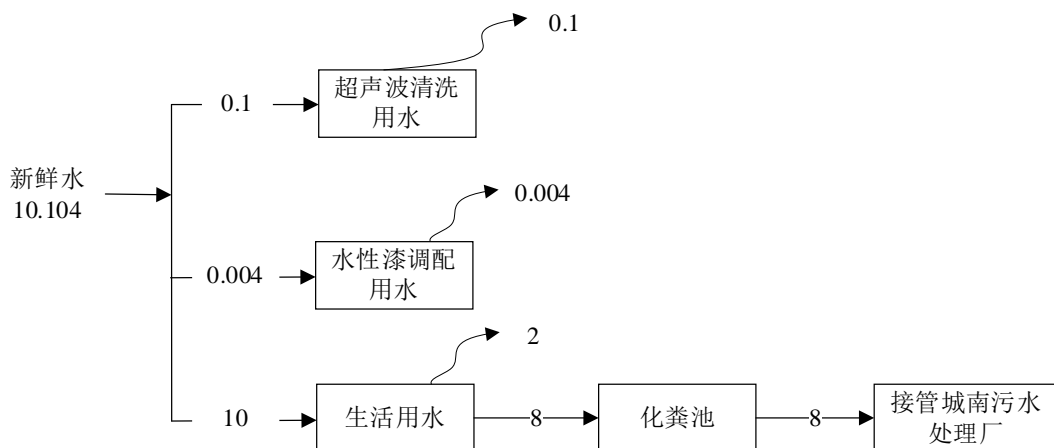 0.1
超声波清洗
用水
0.1
新鲜水
10.104
0.004
水性漆调配
用水
0.004
2
10
生活用水
8
化粪池
8
接管城南污水
处理厂